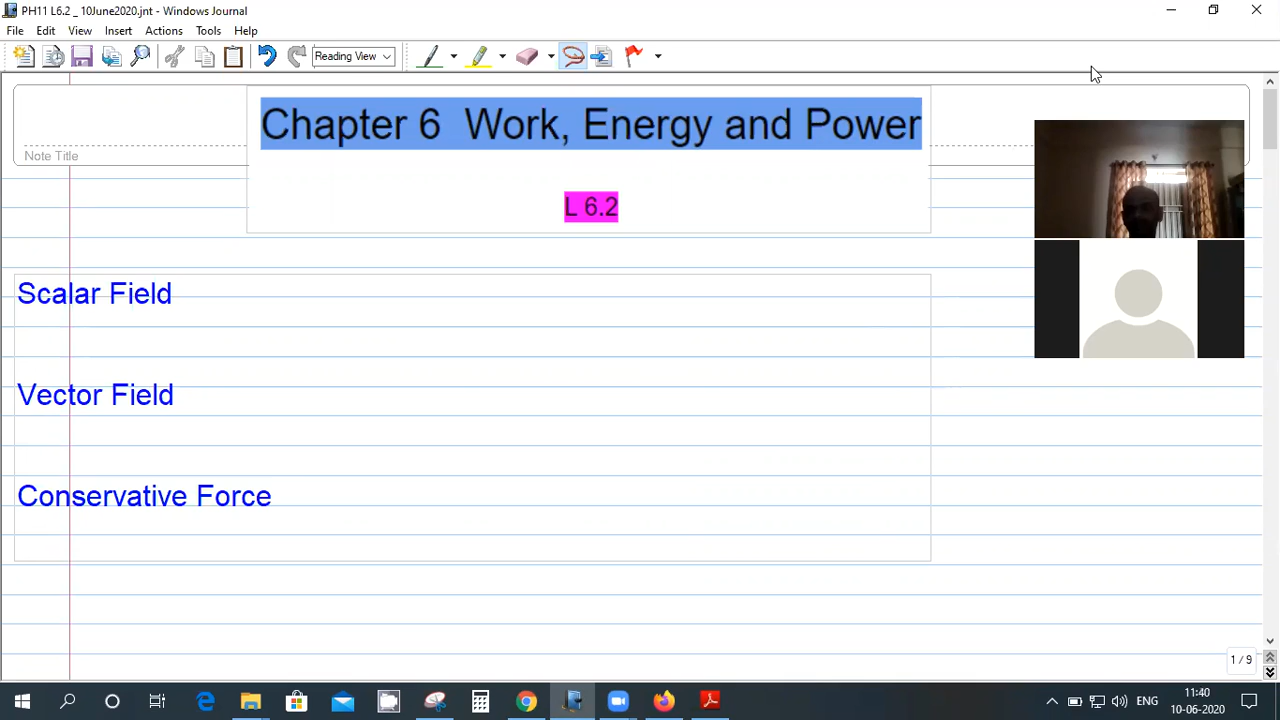 PH11 L6.2 _ 10June2020.jnt - Windows Journal
File Edit View Insert Actions Tools Help
Reading View
Chapter 6 Work, Energy and Power
Note Title
L 6.2
Scalar Field
Vector Field
Conservative Force
1 / 9
ENG
11:40
10-06-2020